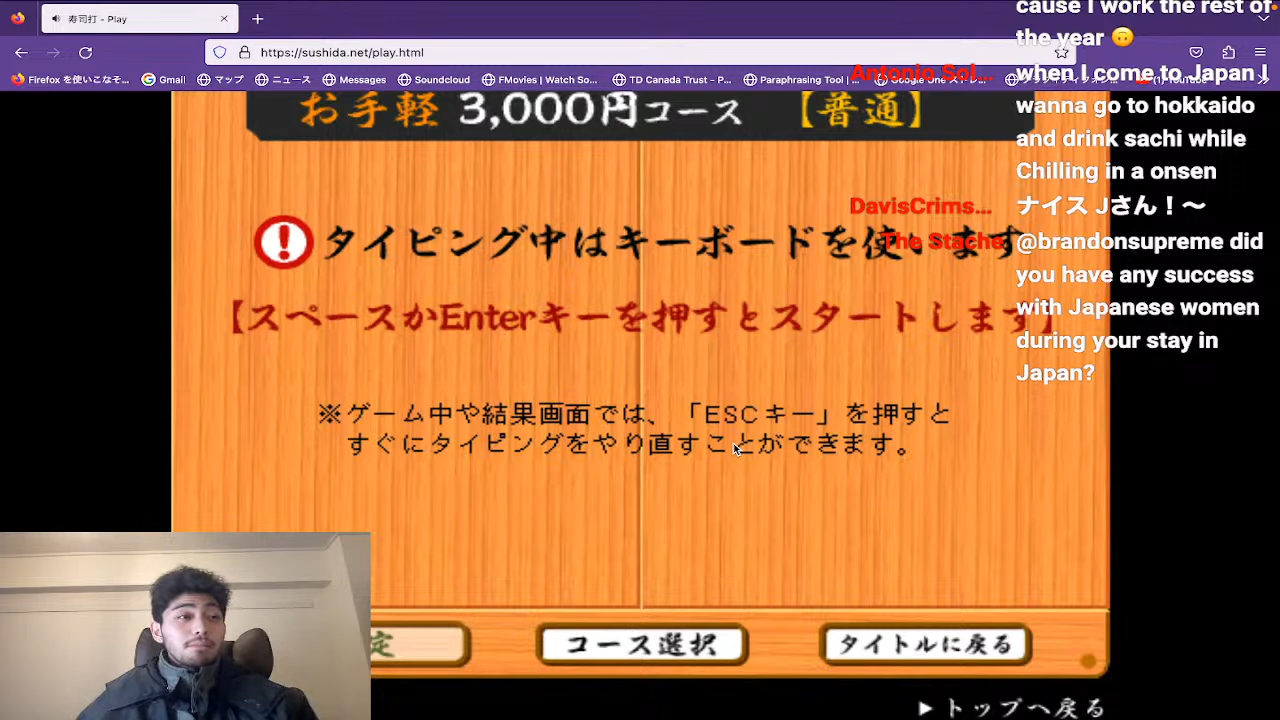 寿司打 - Play
https://sushida.net/play.html
Firefox を使いこなそ...
Gmail
マップ
ニュース
Messages
Soundcloud
FMovies | Watch So...
TD Canada Trust - P...
Paraphrasing Tool
お手軽 3,000円コース 【普通】
タイピング中はキーボードを使います
【スペースかEnterキーを押すとスタートします】
※ゲーム中や結果画面では、「ESCキー」を押すと
すぐにタイピングをやり直すことができます。
定
コース選択
タイトルに戻る
▶トップへ戻る
cause I work the rest of
the year 🙃
Antonio Sol...
when I come to Japan I
wanna go to hokkaido
and drink sachi while
Chilling in a onsen
DavisCrims...
ナイス Jさん！〜
The Stache
@brandonsupreme did
you have any success
with Japanese women
during your stay in
Japan?